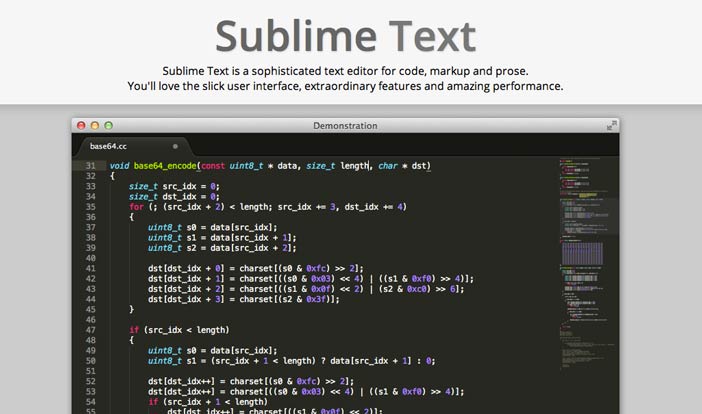 Sublime Text
Sublime Text is a sophisticated text editor for code, markup and prose.
You'll love the slick user interface, extraordinary features and amazing performance.
Demonstration
base64.cc
31 void base64_encode(const uint8_t * data, size_t length, char * dst)
32 {
33 size_t src_idx = 0;
34 size_t dst_idx = 0;
35 for (; (src_idx + 2) < length; src_idx += 3, dst_idx += 4)
36 {
37 uint8_t s0 = data[src_idx];
38 uint8_t s1 = data[src_idx + 1];
39 uint8_t s2 = data[src_idx + 2];
40
41 dst[dst_idx + 0] = charset[(s0 & 0xfc) >> 2];
42 dst[dst_idx + 1] = charset[((s0 & 0x03) << 4) | ((s1 & 0xf0) >> 4)];
43 dst[dst_idx + 2] = charset[((s1 & 0x0f) << 2) | (s2 & 0xc0) >> 6];
44 dst[dst_idx + 3] = charset[(s2 & 0x3f)];
45 }
46
47 if (src_idx < length)
48 {
49 uint8_t s0 = data[src_idx];
50 uint8_t s1 = (src_idx + 1 < length) ? data[src_idx + 1] : 0;
51
52 dst[dst_idx++] = charset[(s0 & 0xfc) >> 2];
53 dst[dst_idx++] = charset[((s0 & 0x03) << 4) | ((s1 & 0xf0) >> 4)];
54 if (src_idx + 1 < length)
55 dst[dst_idx++] = charset[((s1 & 0x0f) << 2)];